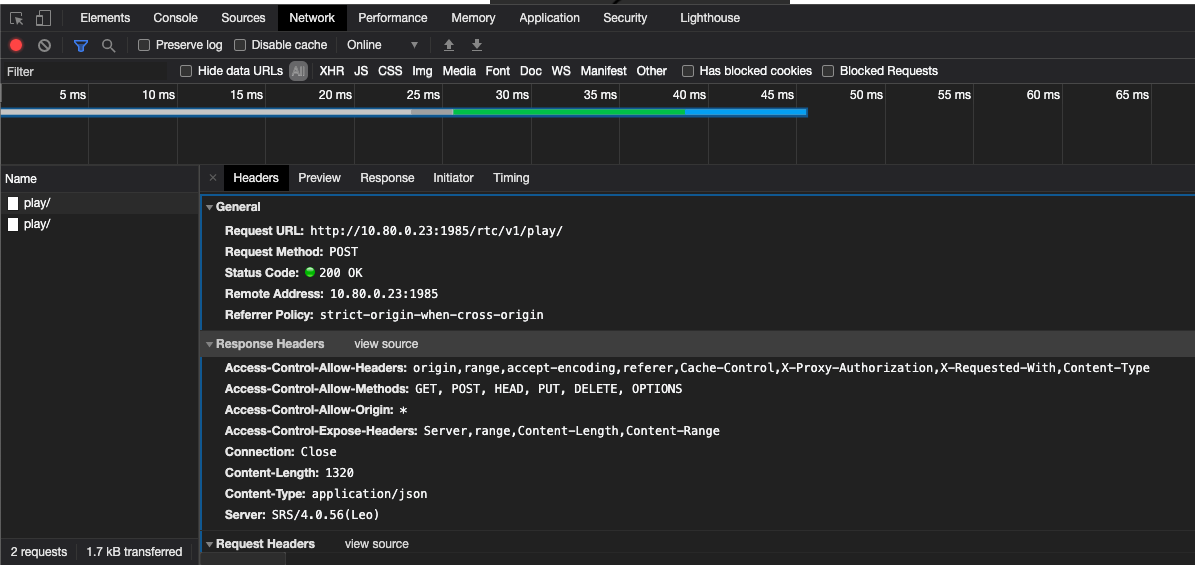 Elements Console Sources Network Performance Memory Application Security Lighthouse
Preserve log Disable cache Online
Filter Hide data URLs All XHR JS CSS Img Media Font Doc WS Manifest Other Has blocked cookies Blocked Requests
5 ms 10 ms 15 ms 20 ms 25 ms 30 ms 35 ms 40 ms 45 ms 50 ms 55 ms 60 ms 65 ms
Name
play/
play/
2 requests 1.7 kB transferred
× Headers Preview Response Initiator Timing
General
Request URL: http://10.80.0.23:1985/rtc/v1/play/
Request Method: POST
Status Code: 200 OK
Remote Address: 10.80.0.23:1985
Referrer Policy: strict-origin-when-cross-origin
Response Headers view source
Access-Control-Allow-Headers: origin,range,accept-encoding,referer,Cache-Control,X-Proxy-Authorization,X-Requested-With,Content-Type
Access-Control-Allow-Methods: GET, POST, HEAD, PUT, DELETE, OPTIONS
Access-Control-Allow-Origin: *
Access-Control-Expose-Headers: Server,range,Content-Length,Content-Range
Connection: Close
Content-Length: 1320
Content-Type: application/json
Server: SRS/4.0.56(Leo)
Request Headers view source